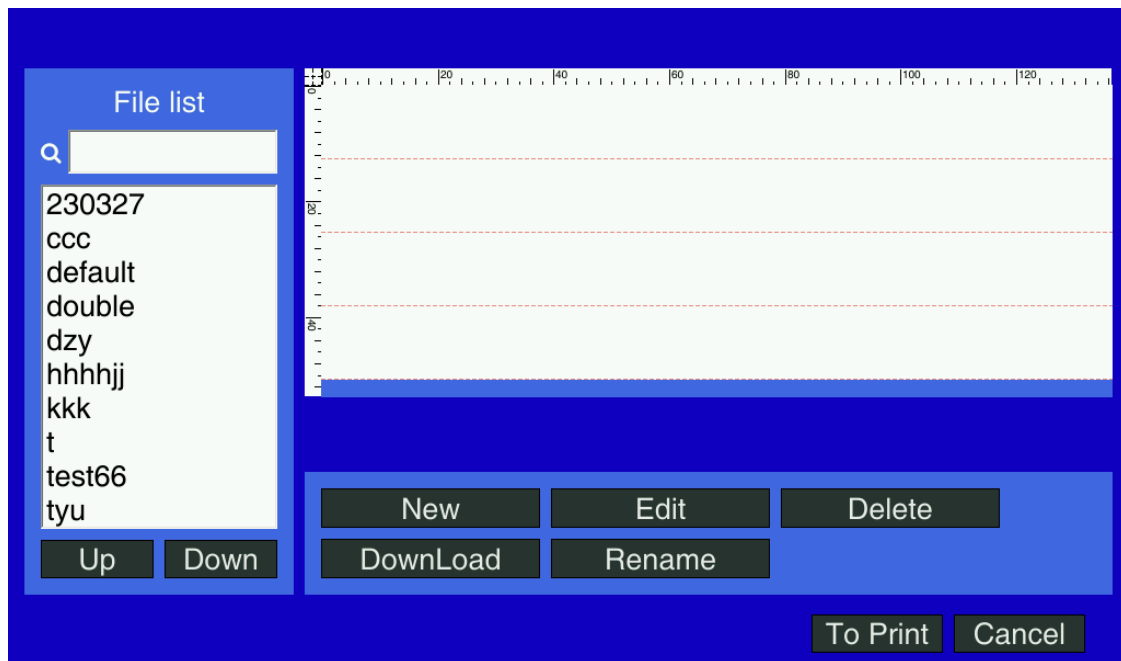 File list
230327
ccc
default
double
dzy
hhhhjj
kkk
t
test66
tyu
Up Down
0 20 40 60 80 100 120
0
20
40
New Edit Delete
DownLoad Rename
To Print Cancel